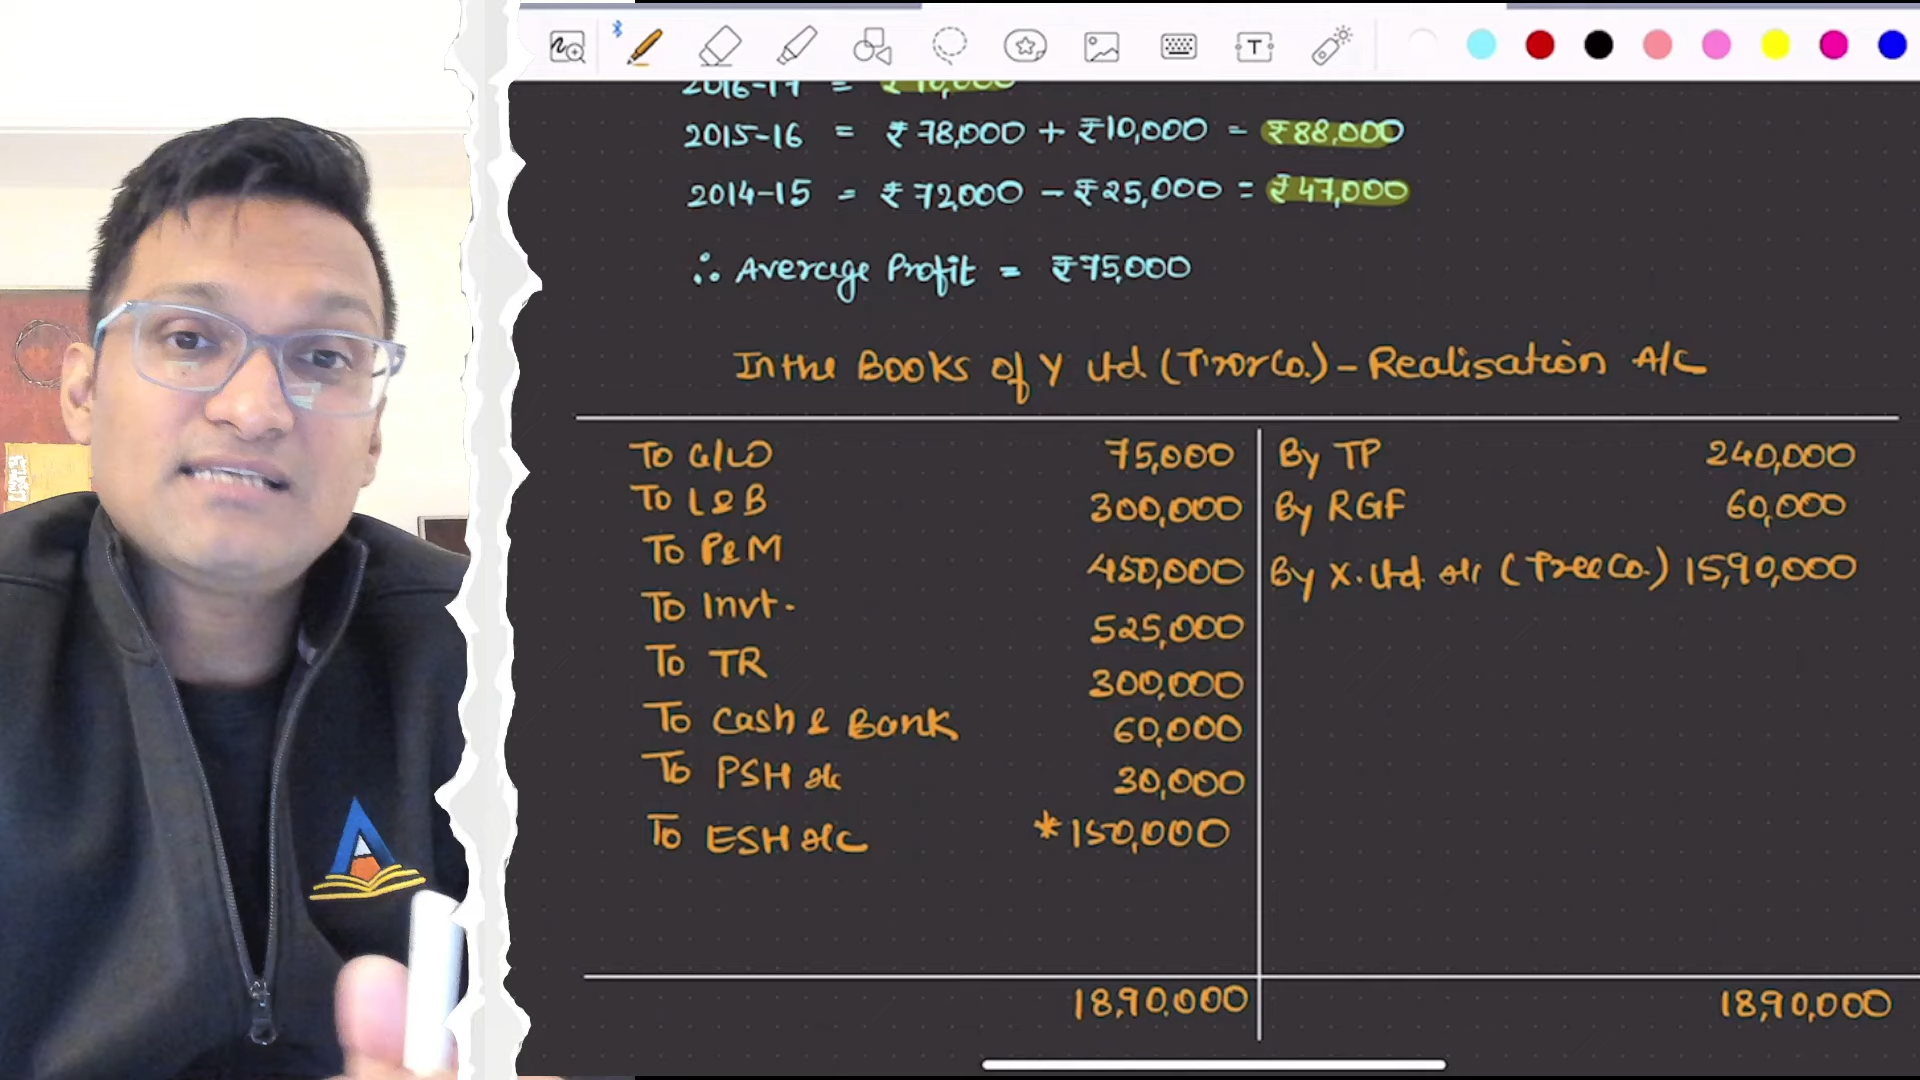 2016-17 = ₹
2015-16 = ₹78,000 + ₹10,000 = ₹88,000
2014-15 = ₹72,000 - ₹25,000 = ₹47,000
∴ Average Profit = ₹75,000
In the Books of Y Ltd. (Tror Co.) - Realisation A/C
To G/W 75,000 By TP 240,000
To L & B 300,000 By RGF 60,000
To P & M 450,000 By X. Ltd. A/c (Tree Co.) 15,90,000
To Invt. 525,000
To TR 300,000
To Cash & Bank 60,000
To PSH A/c 30,000
To ESH A/C *150,000
18,90,000 18,90,000